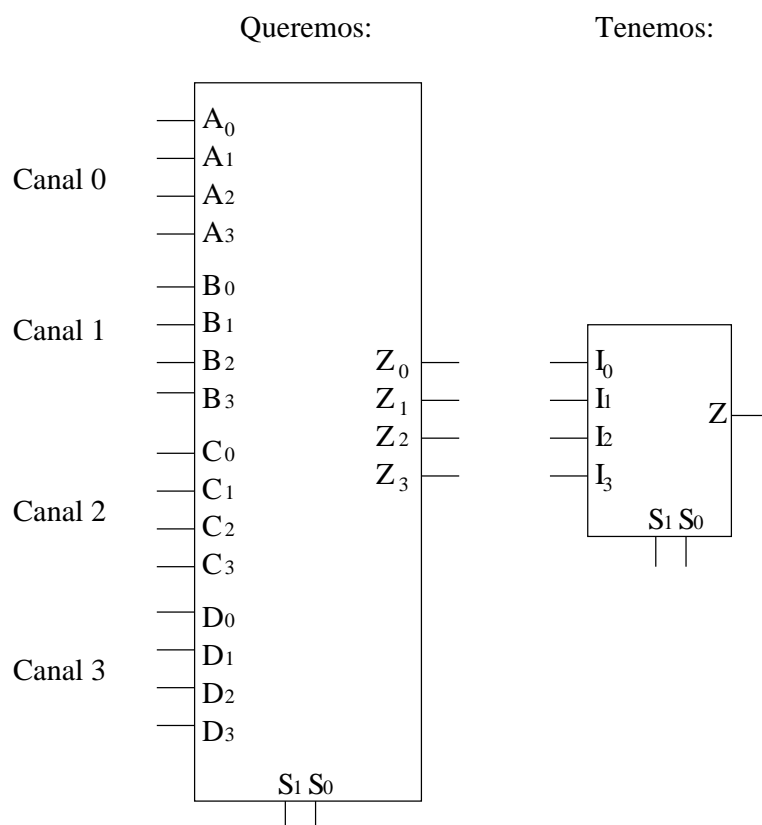 Queremos:
Tenemos:
Canal 0
A0
A1
A2
A3
Canal 1
B0
B1
B2
B3
Canal 2
C0
C1
C2
C3
Canal 3
D0
D1
D2
D3
Z0
Z1
Z2
Z3
S1 S0
I0
I1
I2
I3
Z
S1 S0